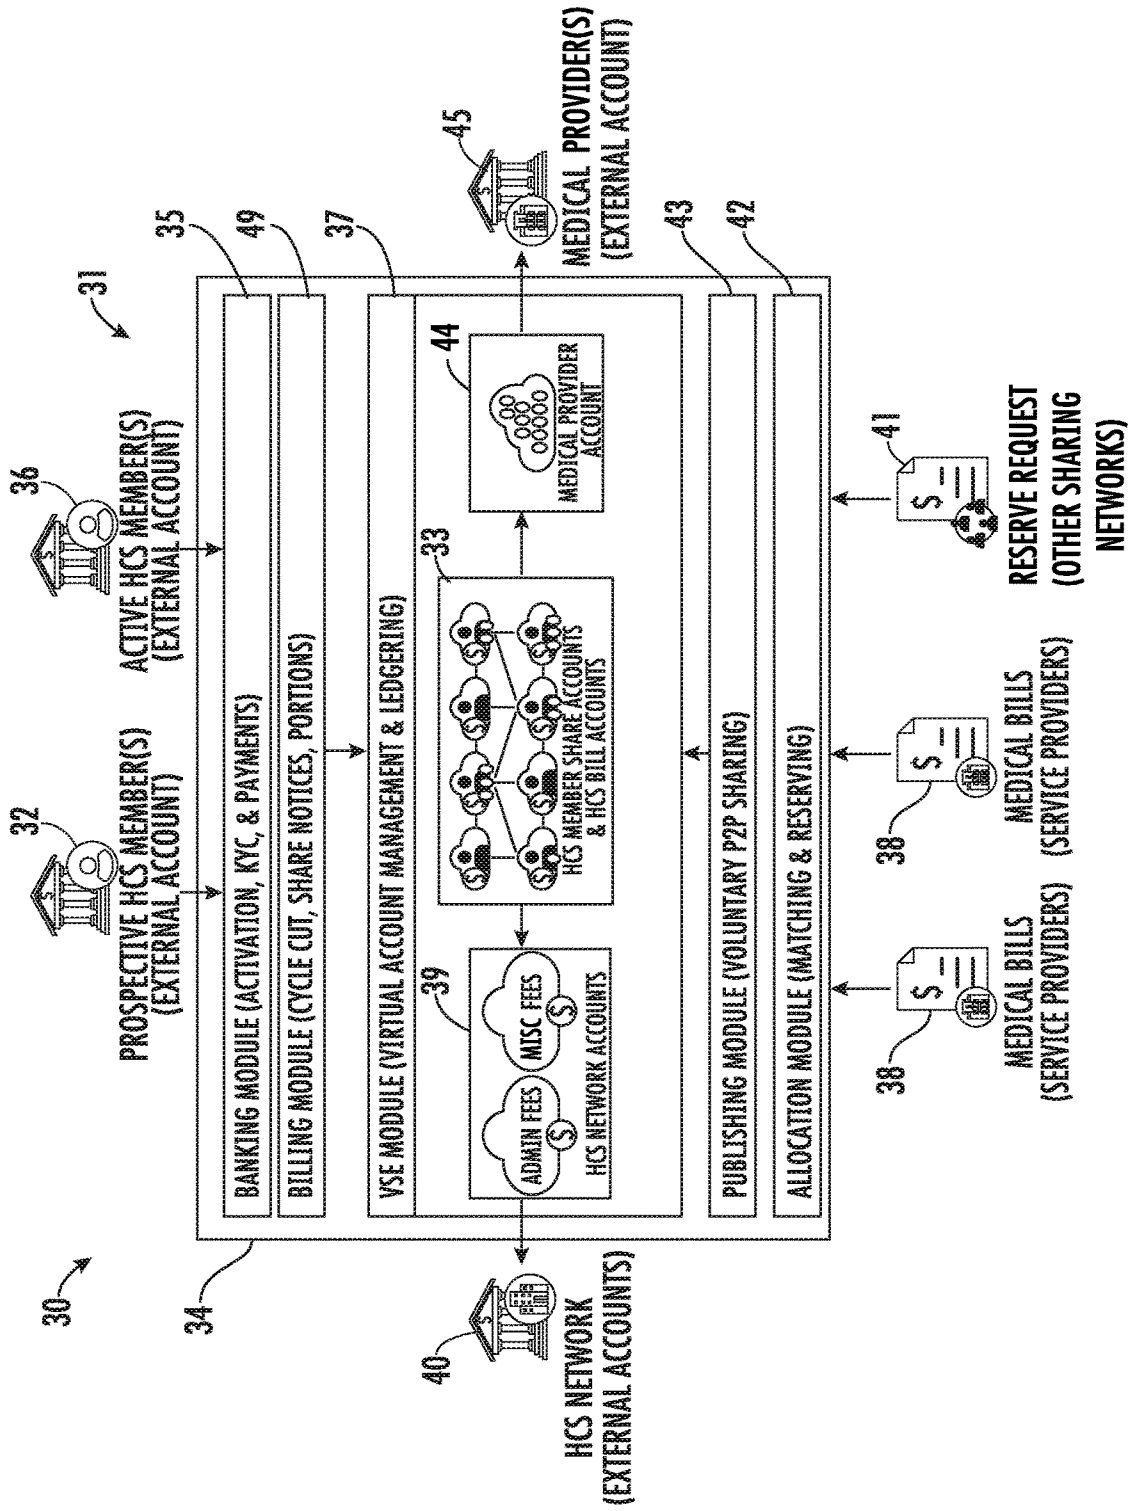 30
31
32
PROSPECTIVE HCS MEMBER(S)
(EXTERNAL ACCOUNT)
36
ACTIVE HCS MEMBER(S)
(EXTERNAL ACCOUNT)
34
35
BANKING MODULE (ACTIVATION, KYC, & PAYMENTS)
49
BILLING MODULE (CYCLE CUT, SHARE NOTICES, PORTIONS)
37
VSE MODULE (VIRTUAL ACCOUNT MANAGEMENT & LEDGERING)
40
HCS NETWORK
(EXTERNAL ACCOUNTS)
39
ADMIN FEES
$
MISC FEES
$
HCS NETWORK ACCOUNTS
33
$ $ $ $
$ $ $ $
HCS MEMBER SHARE ACCOUNTS
& HCS BILL ACCOUNTS
44
MEDICAL PROVIDER
ACCOUNT
45
MEDICAL PROVIDER(S)
(EXTERNAL ACCOUNT)
43
PUBLISHING MODULE (VOLUNTARY P2P SHARING)
42
ALLOCATION MODULE (MATCHING & RESERVING)
38
$
MEDICAL BILLS
(SERVICE PROVIDERS)
38
$
MEDICAL BILLS
(SERVICE PROVIDERS)
41
$
RESERVE REQUEST
(OTHER SHARING
NETWORKS)